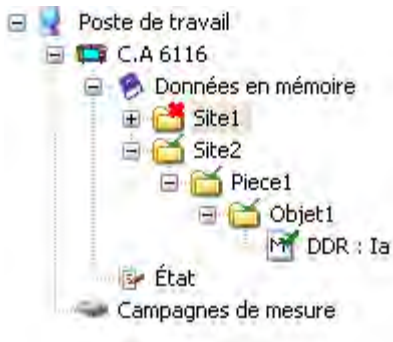 Poste de travail
C.A 6116
Données en mémoire
Site1
Site2
Piece1
Objet1
DDR : Ia
État
Campagnes de mesure